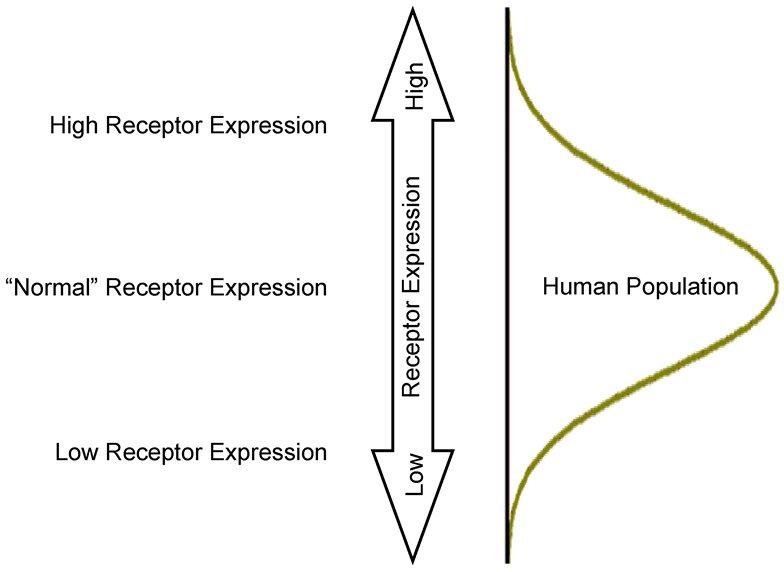 High
High Receptor Expression
Receptor Expression
“Normal” Receptor Expression
Human Population
Low Receptor Expression
Low